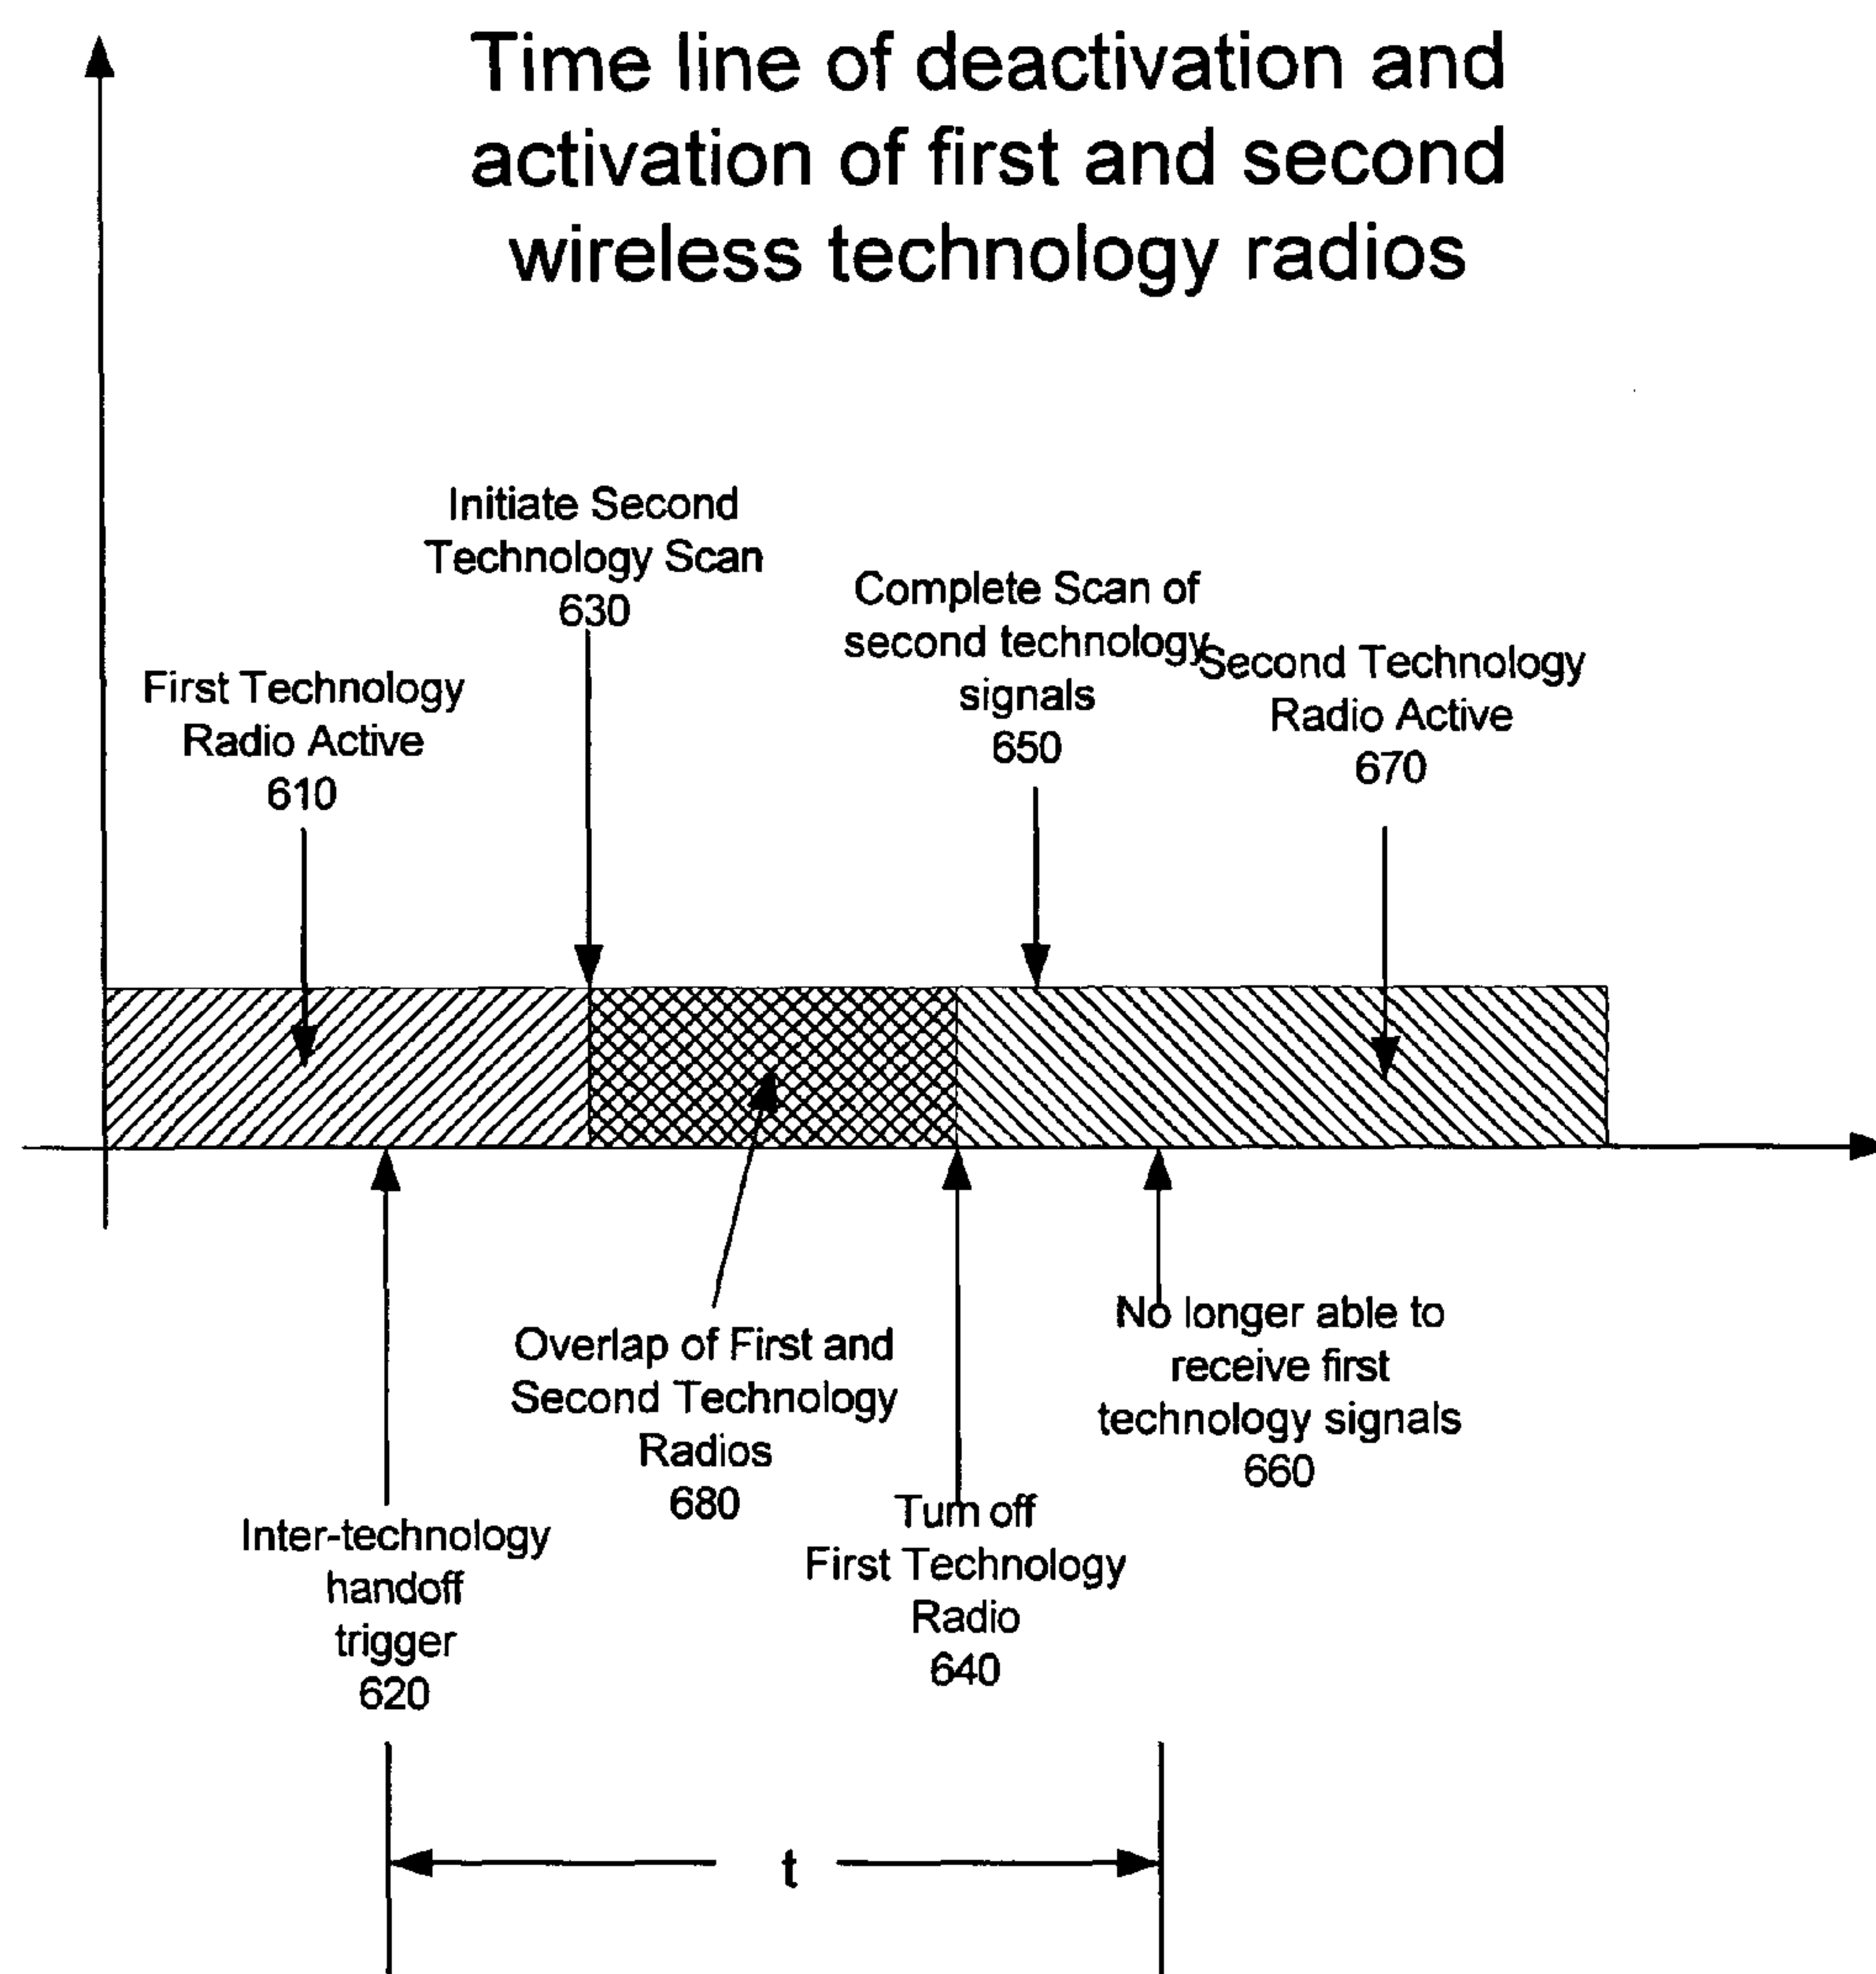 Time line of deactivation and
activation of first and second
wireless technology radios
Initiate Second
Technology Scan
630
Complete Scan of
second technology
signals
650
Second Technology
Radio Active
670
First Technology
Radio Active
610
No longer able to
receive first
technology signals
660
Overlap of First and
Second Technology
Radios
680
Turn off
First Technology
Radio
640
Inter-technology
handoff
trigger
620
t